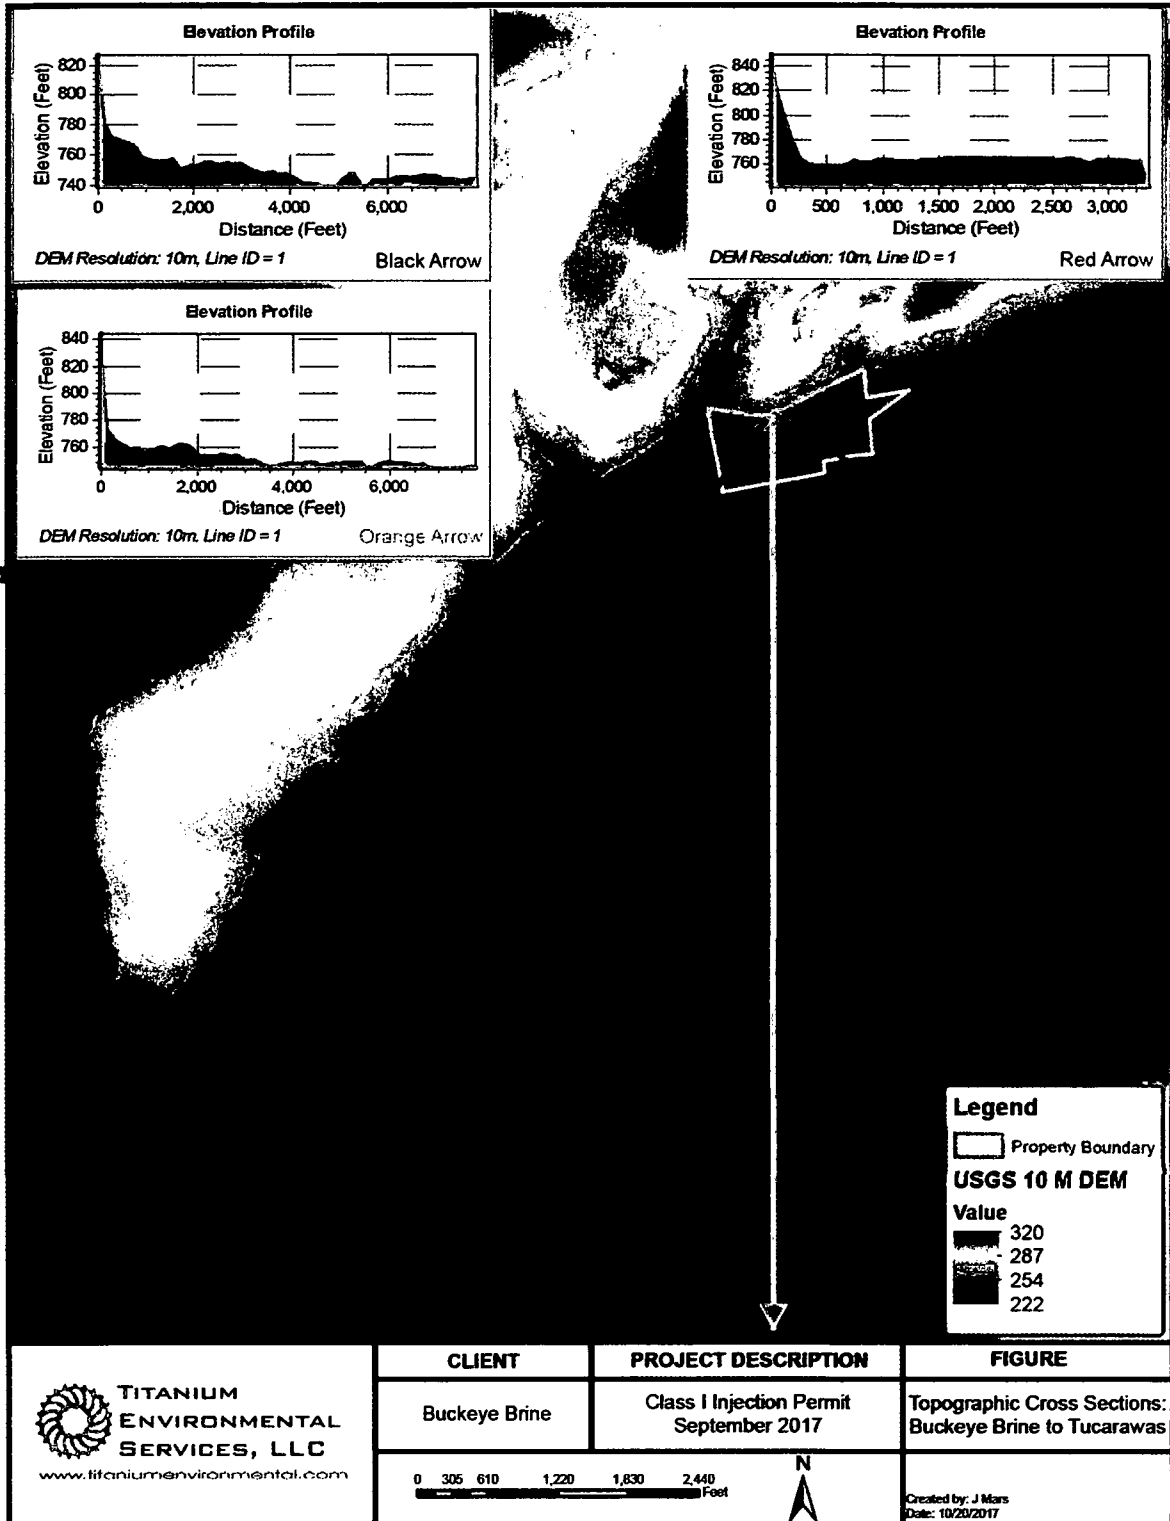 Elevation Profile
Elevation (Feet)
820
800
780
760
740
0 2,000 4,000 6,000
Distance (Feet)
DEM Resolution: 10m, Line ID = 1 Black Arrow
Elevation Profile
Elevation (Feet)
840
820
800
780
760
0 500 1,000 1,500 2,000 2,500 3,000
Distance (Feet)
DEM Resolution: 10m, Line ID = 1 Red Arrow
Elevation Profile
Elevation (Feet)
840
820
800
780
760
0 2,000 4,000 6,000
Distance (Feet)
DEM Resolution: 10m, Line ID = 1 Orange Arrow
Legend
Property Boundary
USGS 10 M DEM
Value
320
287
254
222
TITANIUM
ENVIRONMENTAL
SERVICES, LLC
www.titaniumenvironmental.com
CLIENT
Buckeye Brine
PROJECT DESCRIPTION
Class I Injection Permit
September 2017
FIGURE
Topographic Cross Sections:
Buckeye Brine to Tucarawas
0 305 610 1,220 1,830 2,440
Feet
N
Created by: J Mars
Date: 10/20/2017